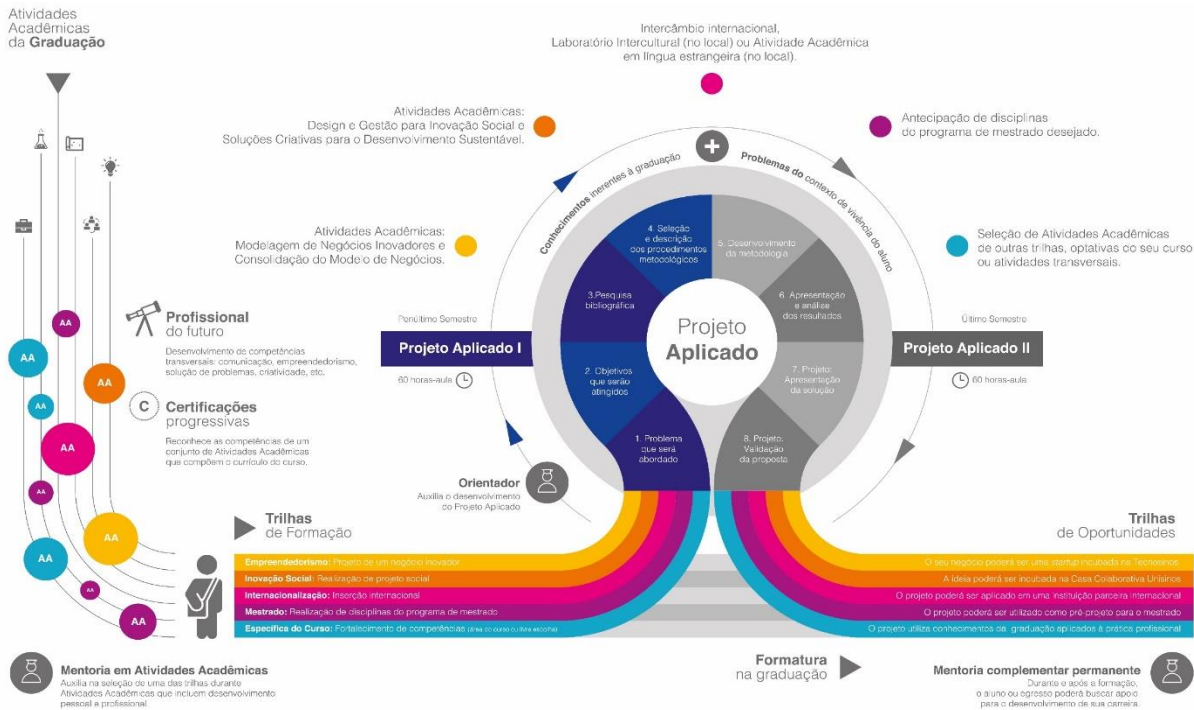 Atividades
Acadêmicas
da Graduação
Intercâmbio internacional,
Laboratório Intercultural (no local) ou Atividade Acadêmica
em língua estrangeira (no local).
Atividades Acadêmicas:
Design e Gestão para Inovação Social e
Soluções Criativas para o Desenvolvimento Sustentável.
Antecipação de disciplinas
do programa de mestrado desejado.
Conhecimentos inerentes à graduação
+
Problemas do contexto de vivência do aluno
Atividades Acadêmicas:
Modelagem de Negócios Inovadores e
Consolidação do Modelo de Negócios.
Seleção de Atividades Acadêmicas
de outras trilhas, optativas do seu curso
ou atividades transversais.
4. Seleção
e descrição
dos procedimentos
metodológicos
5. Desenvolvimento
da metodologia
3.Pesquisa
bibliográfica
6. Apresentação
e análise
dos resultados
Projeto
Aplicado
2. Objetivos
que serão
atingidos
7. Projeto:
Apresentação
da solução
1. Problema
que será
abordado
8. Projeto:
Validação
da proposta
Penúltimo Semestre
Projeto Aplicado I
60 horas-aula
Último Semestre
Projeto Aplicado II
60 horas-aula
AA
AA
AA
AA
AA
AA
AA
AA
AA
AA
Profissional
do futuro
Desenvolvimento de competências
transversais: comunicação, empreendedorismo,
solução de problemas, criatividade, etc.
C
Certificações
progressivas
Reconhece as competências de um
conjunto de Atividades Acadêmicas
que compõem o currículo do curso.
Orientador
Auxilia o desenvolvimento
do Projeto Aplicado
Trilhas
de Formação
Trilhas
de Oportunidades
Empreendedorismo: Projeto de um negócio inovador
Inovação Social: Realização de projeto social
Internacionalização: Inserção internacional
Mestrado: Realização de disciplinas do programa de mestrado
Específica do Curso: Fortalecimento de competências (área do curso ou livre escolha)
O seu negócio poderá ser uma startup incubada na Tecnosinos
A ideia poderá ser incubada na Casa Colaborativa Unisinos
O projeto poderá ser aplicado em uma instituição parceira internacional
O projeto poderá ser utilizado como pré-projeto para o mestrado
O projeto utiliza conhecimentos da graduação aplicados à prática profissional
Mentoria em Atividades Acadêmicas
Auxilia na seleção de uma das trilhas durante
Atividades Acadêmicas que incluem desenvolvimento
pessoal e profissional.
Formatura
na graduação
Mentoria complementar permanente
Durante e após a formação,
o aluno ou egresso poderá buscar apoio
para o desenvolvimento de sua carreira.